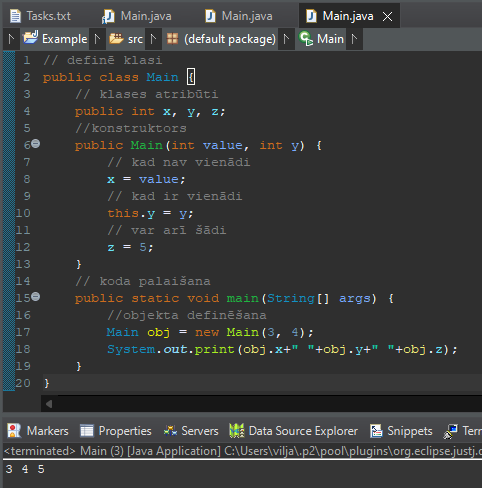 Tasks.txt Main.java Main.java Main.java
Example src (default package) Main
1 // definē klasi
2 public class Main {
3 // klases atribūti
4 public int x, y, z;
5 //konstruktors
6 public Main(int value, int y) {
7 // kad nav vienādi
8 x = value;
9 // kad ir vienādi
10 this.y = y;
11 // var arī šādi
12 z = 5;
13 }
14 // koda palaišana
15 public static void main(String[] args) {
16 //objekta definēšana
17 Main obj = new Main(3, 4);
18 System.out.print(obj.x+" "+obj.y+" "+obj.z);
19 }
20 }
Markers Properties Servers Data Source Explorer Snippets Terr
<terminated> Main (3) [Java Application] C:\Users\vilja\.p2\pool\plugins\org.eclipse.justj.o
3 4 5